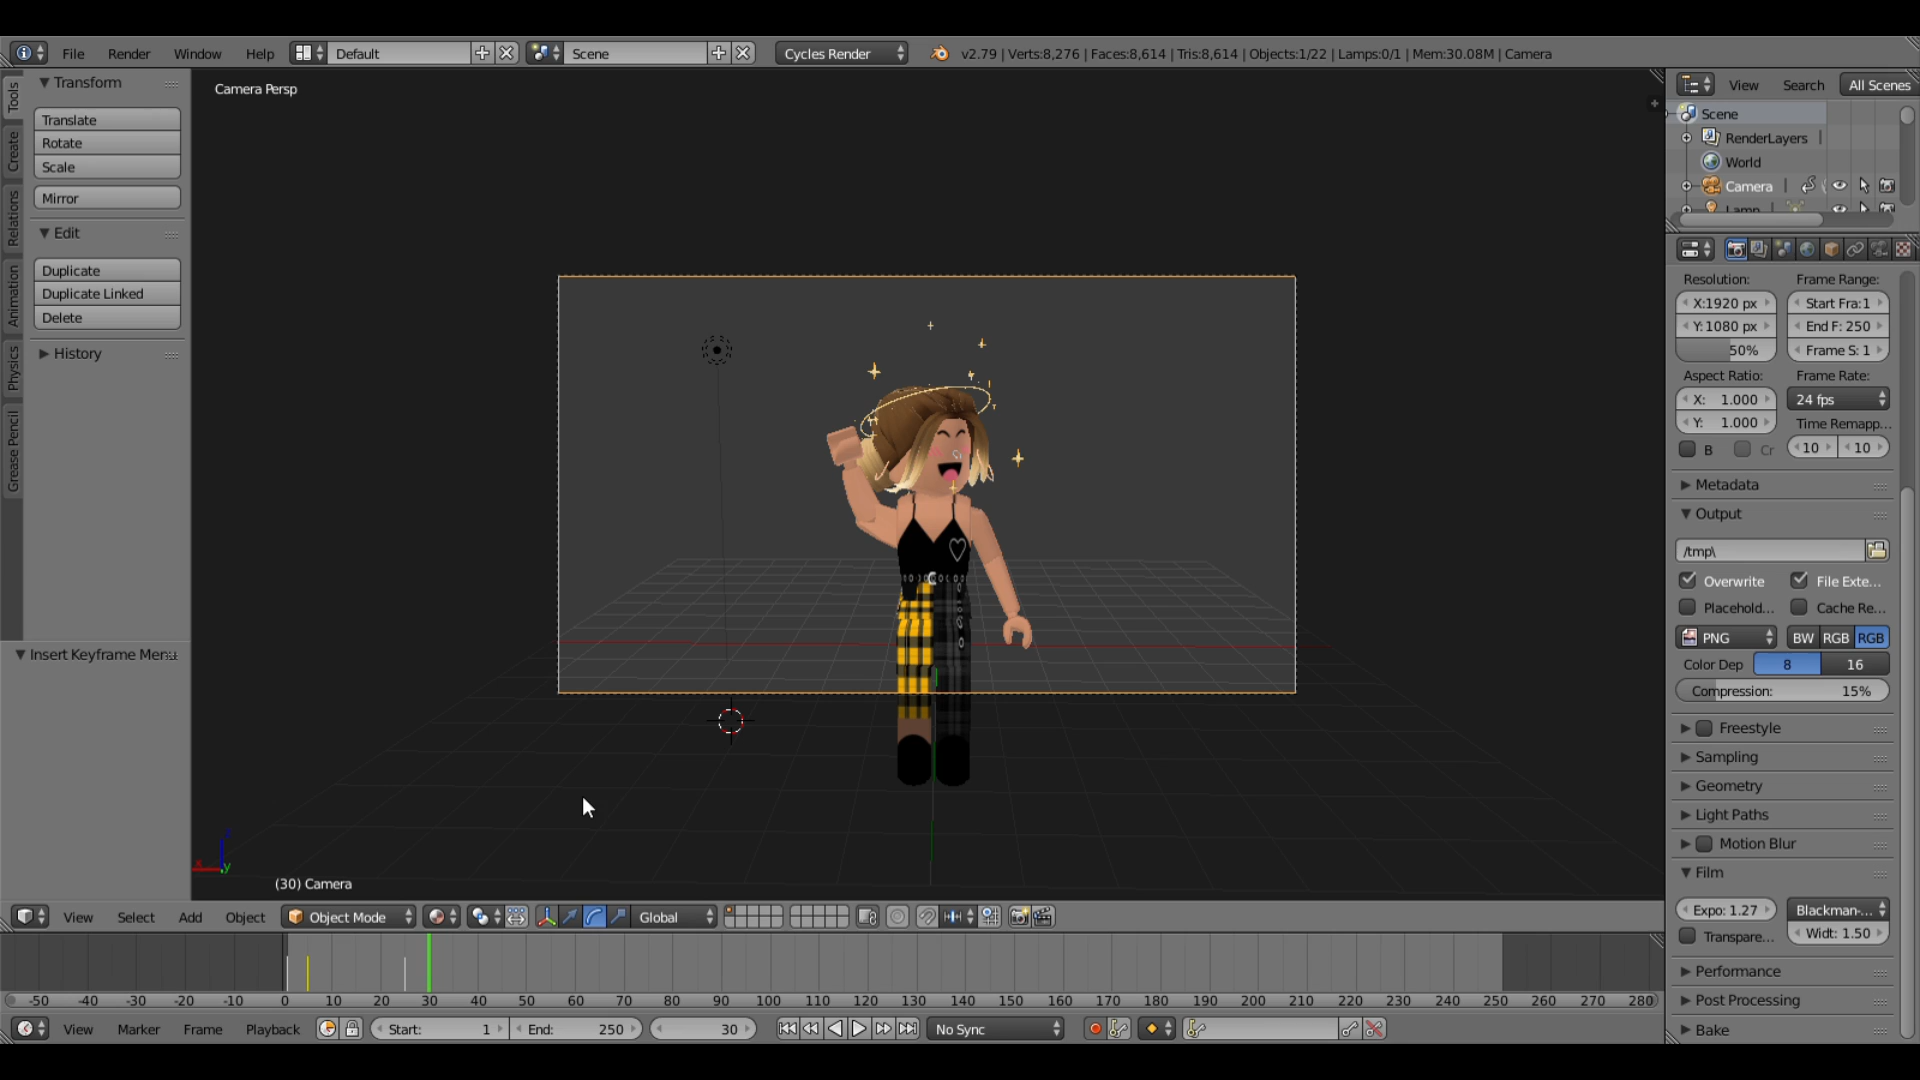 File Render Window Help Default Scene Cycles Render v2.79 | Verts:8,276 | Faces:8,614 | Tris:8,614 | Objects:1/22 | Lamps:0/1 | Mem:30.08M | Camera
Transform
Translate
Rotate
Scale
Mirror
Edit
Duplicate
Duplicate Linked
Delete
History
Tools
Create
Relations
Animation
Physics
Grease Pencil
Insert Keyframe Menu
Camera Persp
(30) Camera
View Search All Scenes
Scene
RenderLayers
World
Camera
Lamp
Resolution: Frame Range:
X:1920 px Start Fra:1
Y:1080 px End F: 250
50% Frame S: 1
Aspect Ratio: Frame Rate:
X: 1.000 24 fps
Y: 1.000 Time Remapp...
B Cr 10 10
Metadata
Output
/tmp\
Overwrite File Exte...
Placehold... Cache Re...
PNG BW RGB RGB
Color Dep 8 16
Compression: 15%
Freestyle
Sampling
Geometry
Light Paths
Motion Blur
Film
Expo: 1.27 Blackman-...
Transpare... Widt: 1.50
Performance
Post Processing
Bake
View Select Add Object Object Mode Global
-50 -40 -30 -20 -10 0 10 20 30 40 50 60 70 80 90 100 110 120 130 140 150 160 170 180 190 200 210 220 230 240 250 260 270 280
View Marker Frame Playback Start: 1 End: 250 30 No Sync